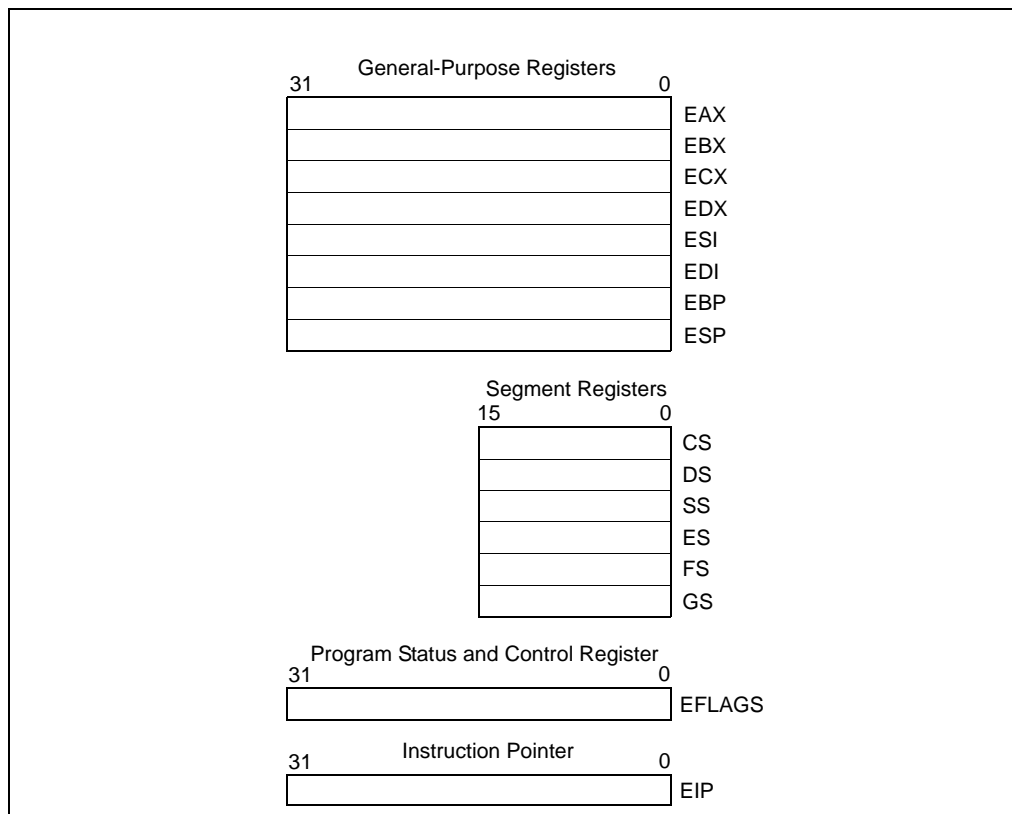 General-Purpose Registers
31 0
EAX
EBX
ECX
EDX
ESI
EDI
EBP
ESP
Segment Registers
15 0
CS
DS
SS
ES
FS
GS
Program Status and Control Register
31 0
EFLAGS
Instruction Pointer
31 0
EIP